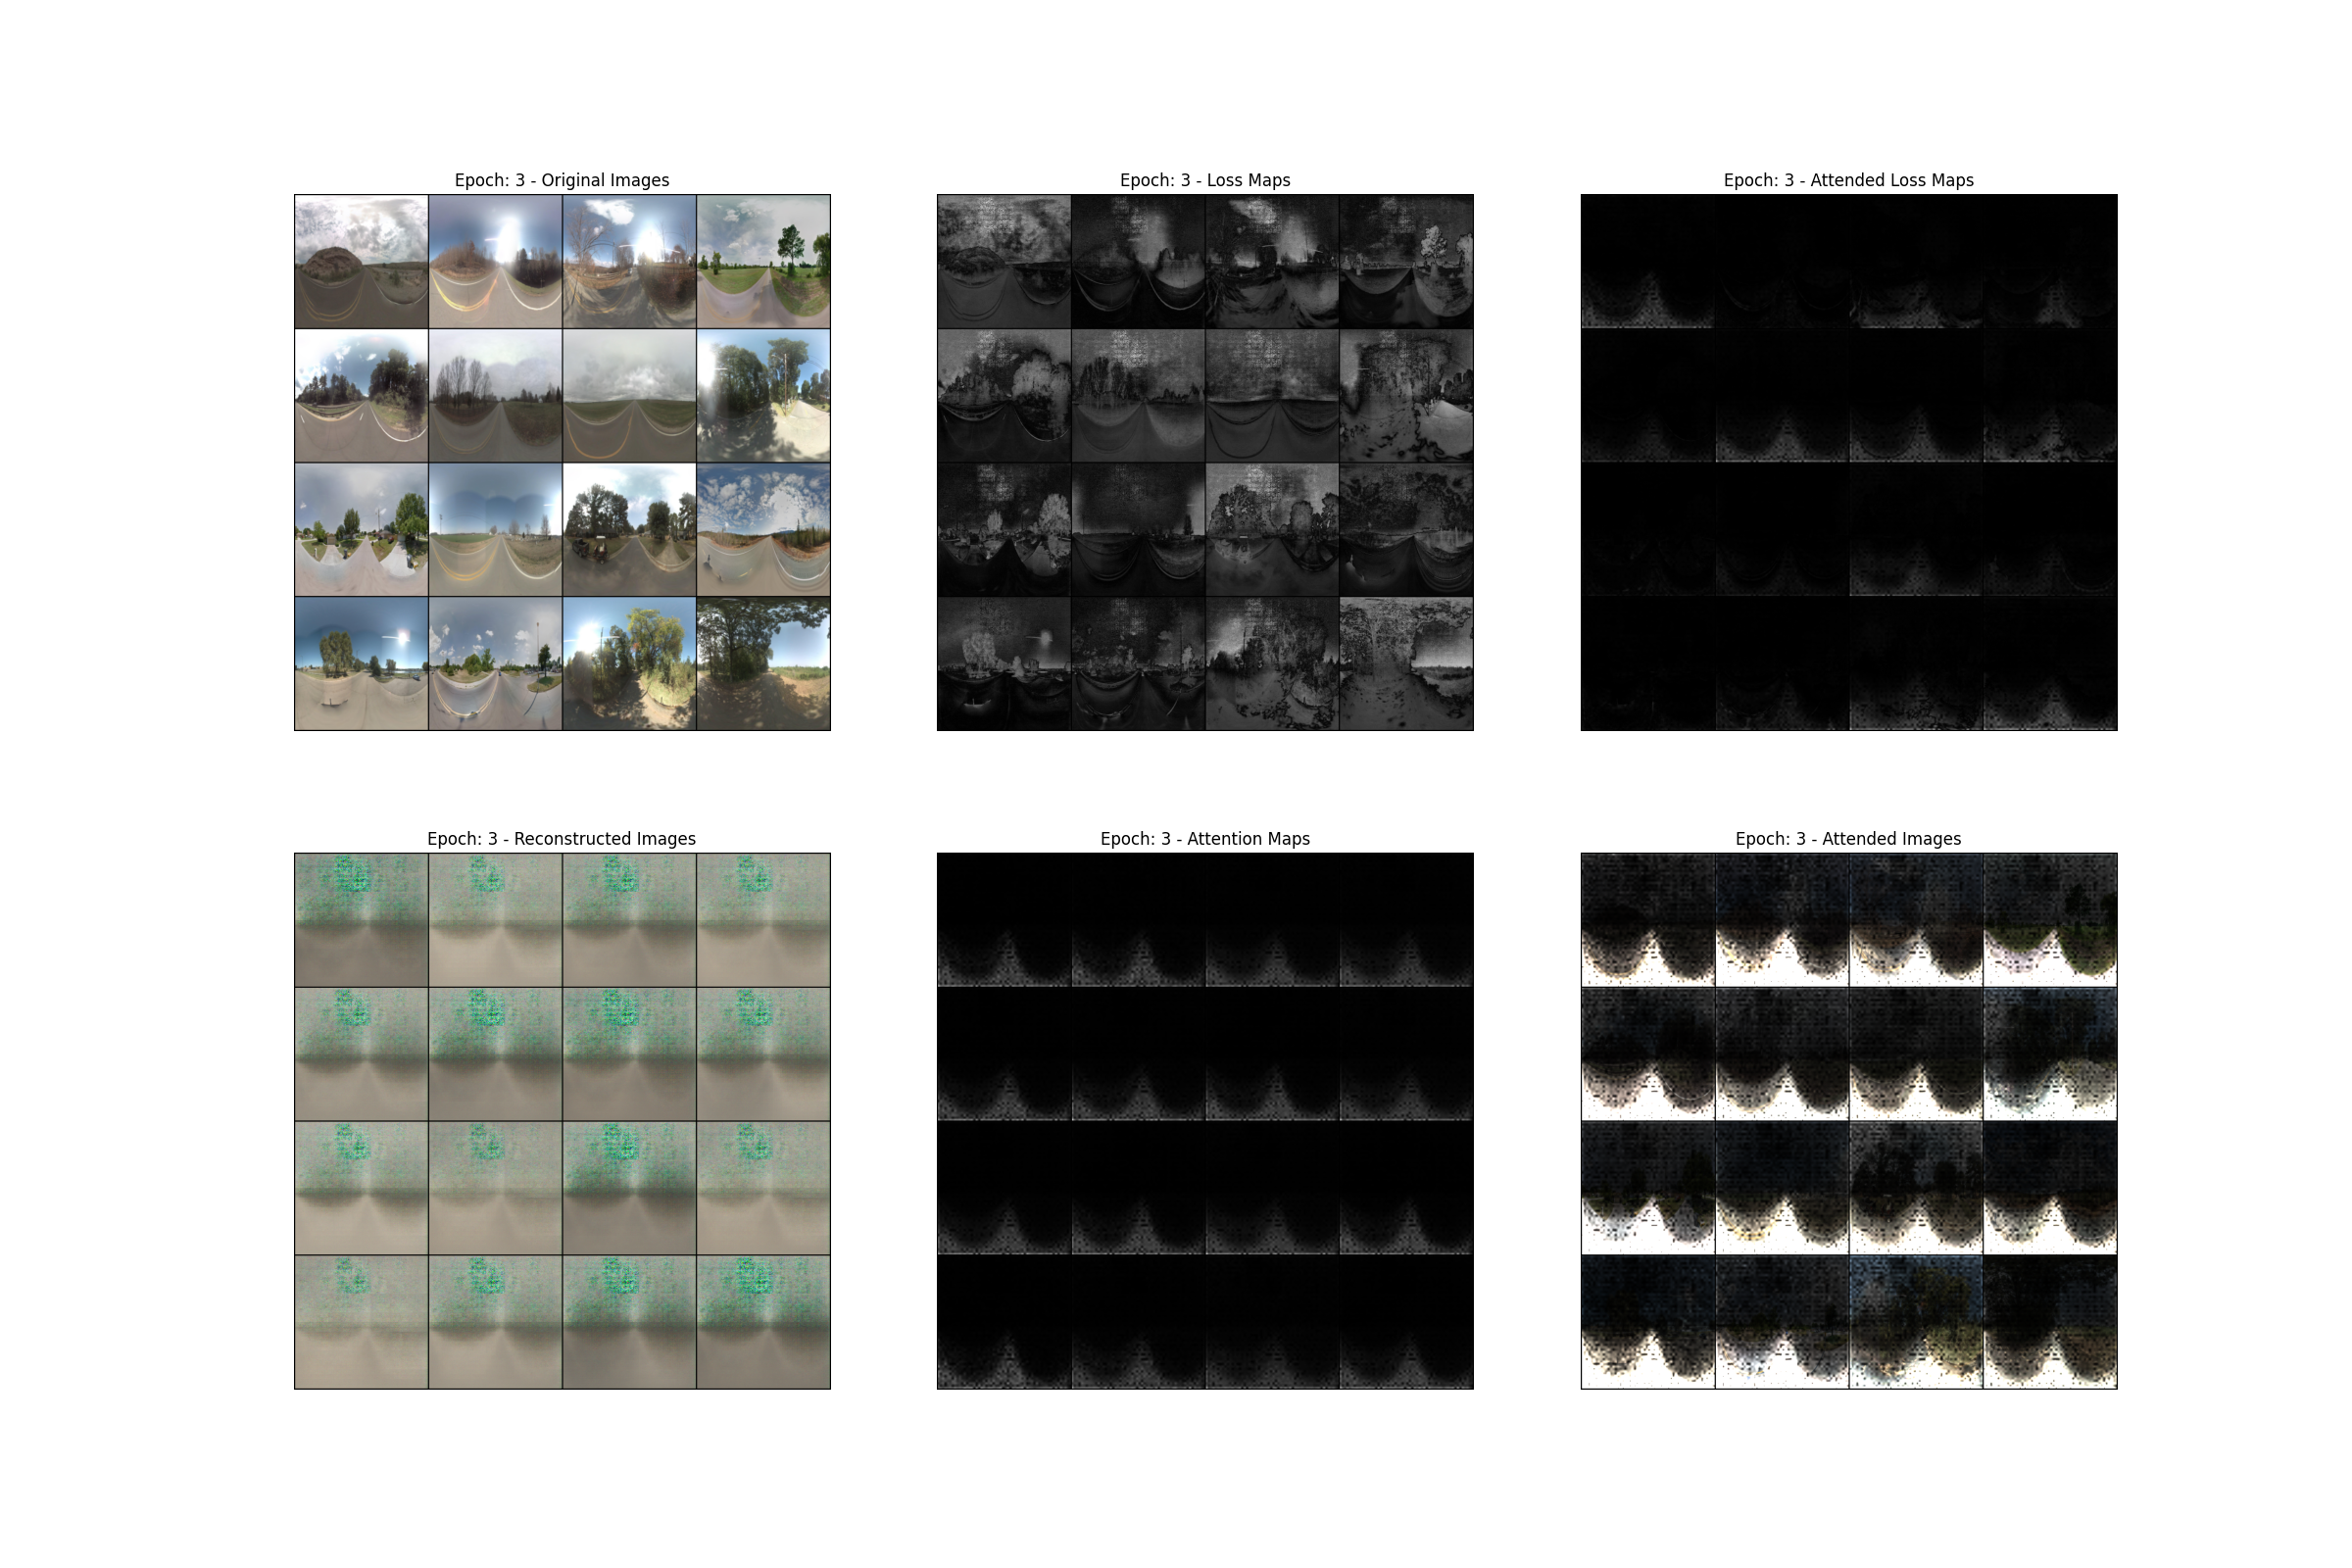 Epoch: 3 - Original Images
Epoch: 3 - Loss Maps
Epoch: 3 - Attended Loss Maps
Epoch: 3 - Reconstructed Images
Epoch: 3 - Attention Maps
Epoch: 3 - Attended Images